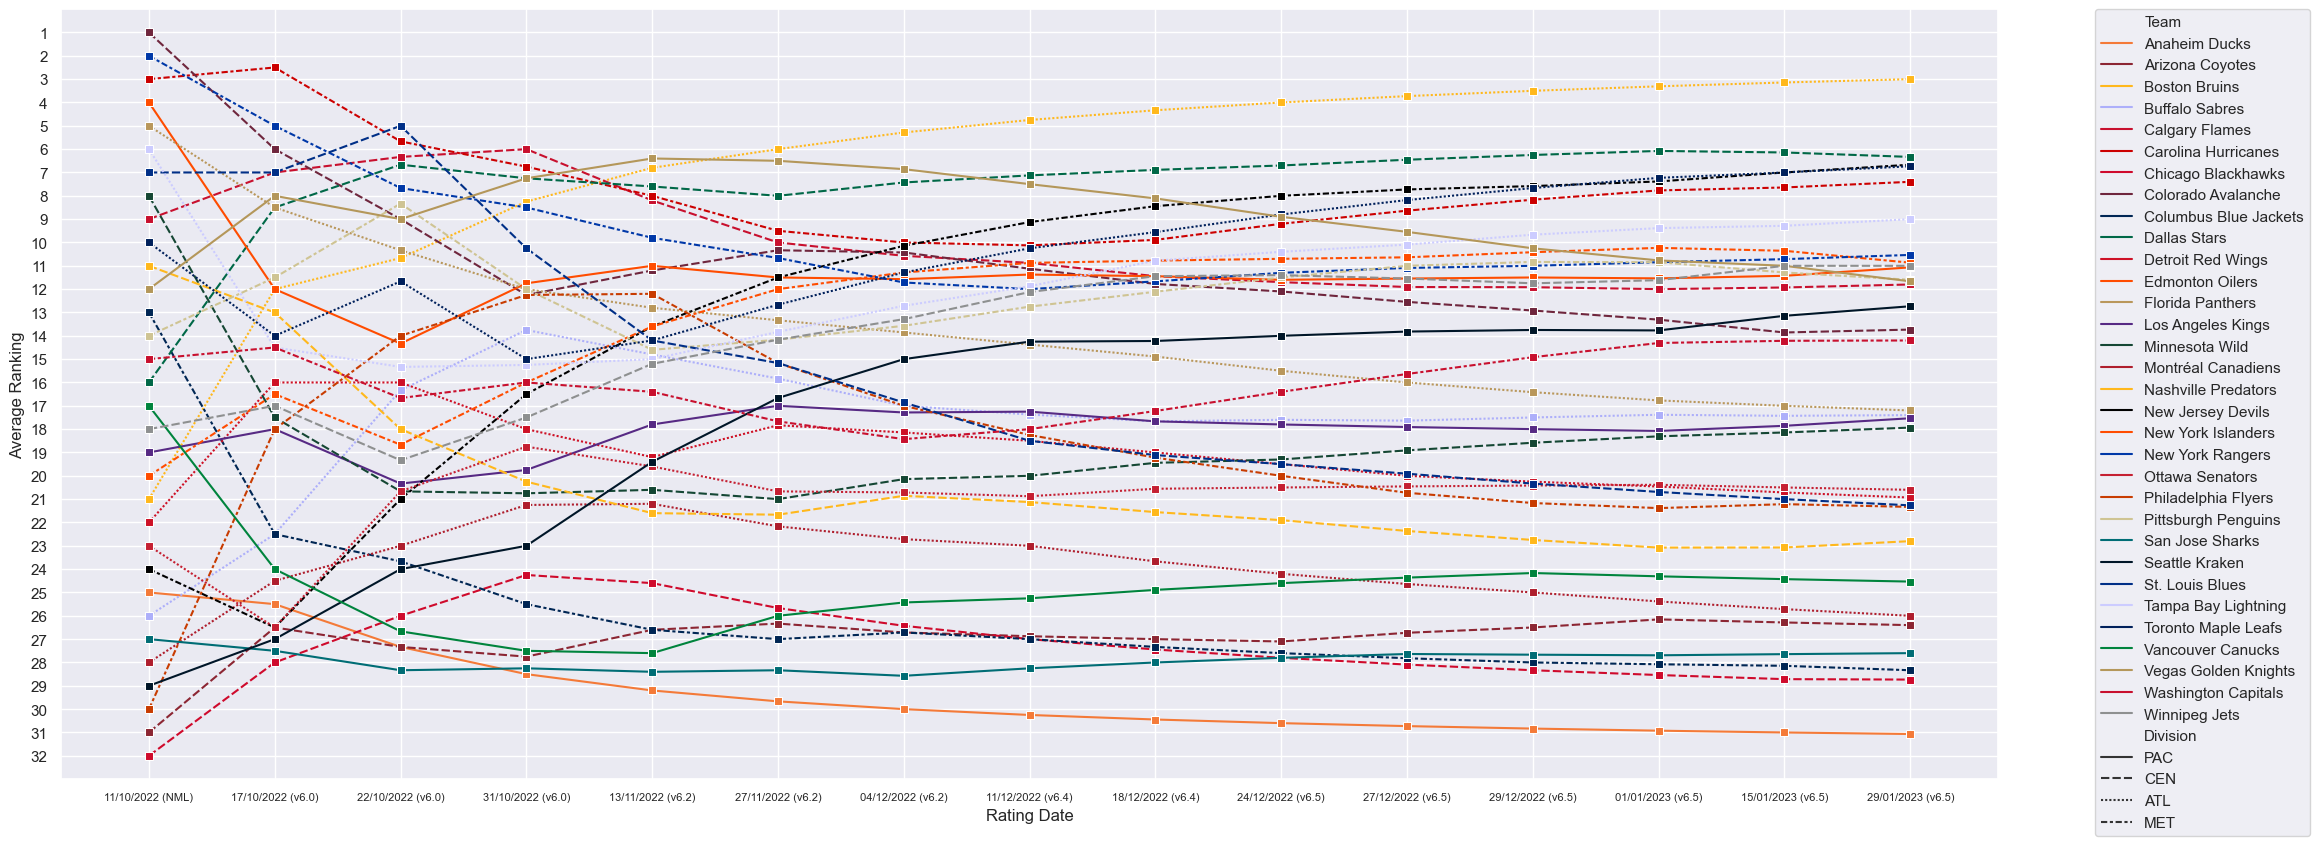 1
2
3
4
5
6
7
8
9
10
11
12
13
14
15
16
17
18
19
20
21
22
23
24
25
26
27
28
29
30
31
32
Average Ranking
11/10/2022 (NML) 17/10/2022 (v6.0) 22/10/2022 (v6.0) 31/10/2022 (v6.0) 13/11/2022 (v6.2) 27/11/2022 (v6.2) 04/12/2022 (v6.2) 11/12/2022 (v6.4) 18/12/2022 (v6.4) 24/12/2022 (v6.5) 27/12/2022 (v6.5) 29/12/2022 (v6.5) 01/01/2023 (v6.5) 15/01/2023 (v6.5) 29/01/2023 (v6.5)
Rating Date
Team
Anaheim Ducks
Arizona Coyotes
Boston Bruins
Buffalo Sabres
Calgary Flames
Carolina Hurricanes
Chicago Blackhawks
Colorado Avalanche
Columbus Blue Jackets
Dallas Stars
Detroit Red Wings
Edmonton Oilers
Florida Panthers
Los Angeles Kings
Minnesota Wild
Montréal Canadiens
Nashville Predators
New Jersey Devils
New York Islanders
New York Rangers
Ottawa Senators
Philadelphia Flyers
Pittsburgh Penguins
San Jose Sharks
Seattle Kraken
St. Louis Blues
Tampa Bay Lightning
Toronto Maple Leafs
Vancouver Canucks
Vegas Golden Knights
Washington Capitals
Winnipeg Jets
Division
PAC
CEN
ATL
MET